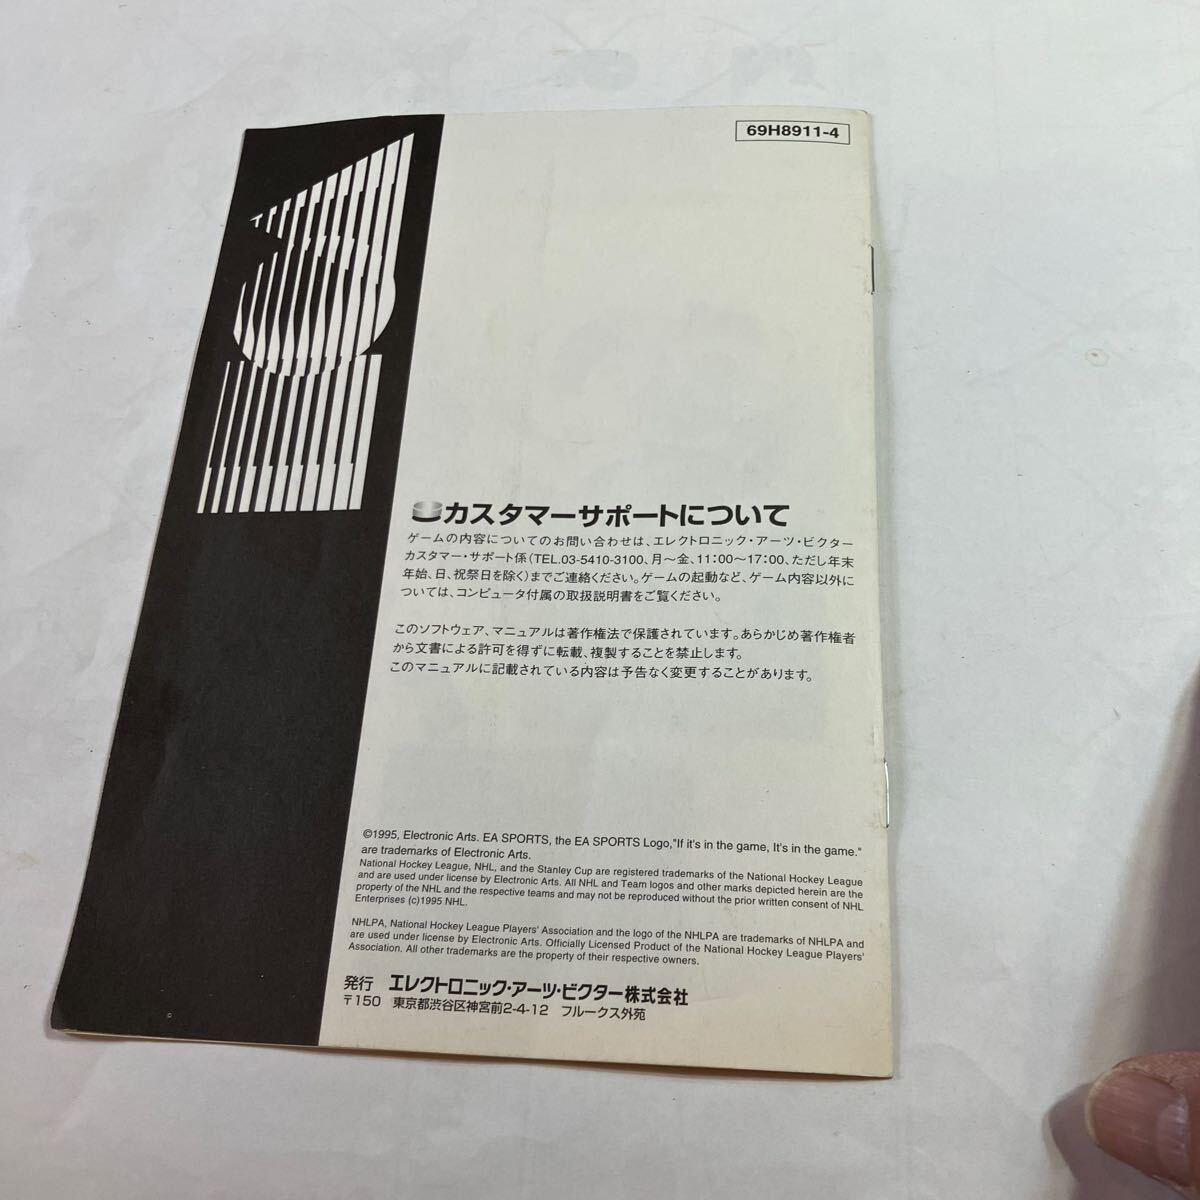 69H8911-4
カスタマーサポートについて
ゲームの内容についてのお問い合わせは、エレクトロニック・アーツ・ビクター
カスタマー・サポート係(TEL.03-5410-3100、月〜金、11:00〜17:00、ただし年末
年始、日、祝祭日を除く)までご連絡ください。ゲームの起動など、ゲーム内容以外に
ついては、コンピュータ付属の取扱説明書をご覧ください。
このソフトウェア、マニュアルは著作権法で保護されています。あらかじめ著作権者
から文書による許可を得ずに転載、複製することを禁止します。
このマニュアルに記載されている内容は予告なく変更することがあります。
©1995, Electronic Arts. EA SPORTS, the EA SPORTS Logo,"If it's in the game, It's in the game."
are trademarks of Electronic Arts.
National Hockey League, NHL, and the Stanley Cup are registered trademarks of the National Hockey League
and are used under license by Electronic Arts. All NHL and Team logos and other marks depicted herein are the
property of the NHL and the respective teams and may not be reproduced without the prior written consent of NHL
Enterprises (c)1995 NHL.
NHLPA, National Hockey League Players' Association and the logo of the NHLPA are trademarks of NHLPA and
are used under license by Electronic Arts. Officially Licensed Product of the National Hockey League Players'
Association. All other trademarks are the property of their respective owners.
発行 エレクトロニック・アーツ・ビクター株式会社
〒150 東京都渋谷区神宮前2-4-12 フルークス外苑